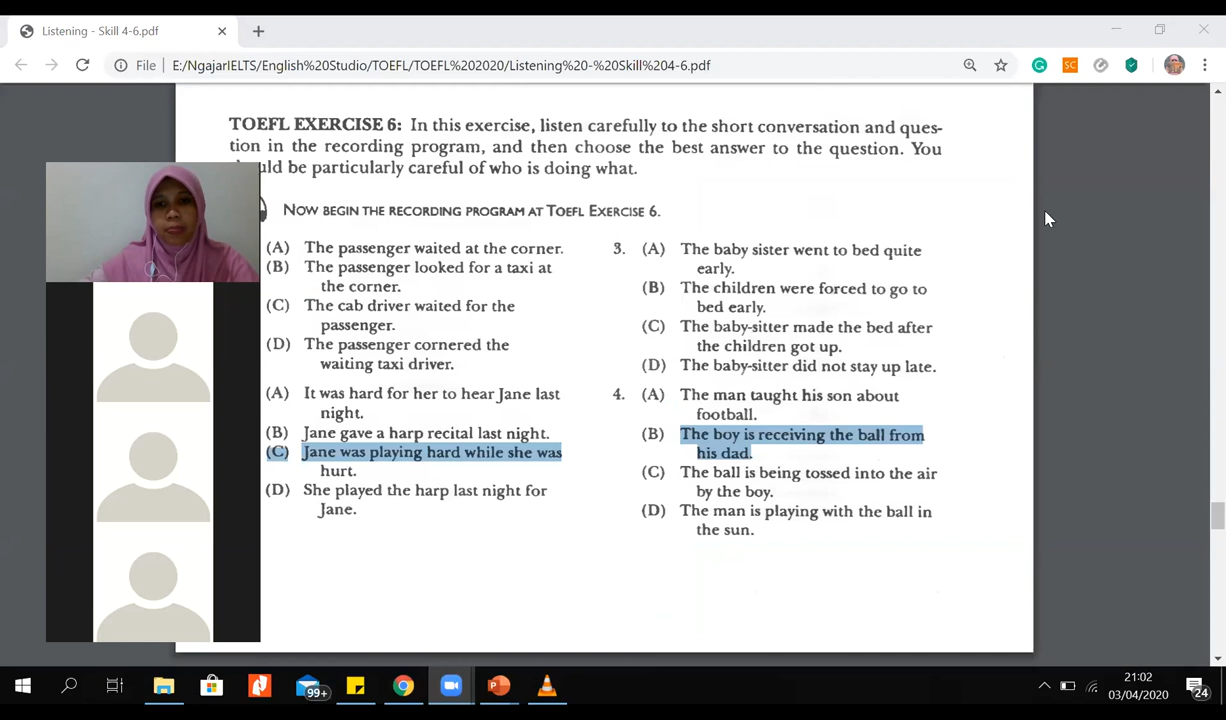 Listening - Skill 4-6.pdf
File
E:/NgajarIELTS/English%20Studio/TOEFL/TOEFL%202020/Listening%20-%20Skill%204-6.pdf
SC
TOEFL EXERCISE 6: In this exercise, listen carefully to the short conversation and ques-
tion in the recording program, and then choose the best answer to the question. You
be particularly careful of who is doing what.
NOW BEGIN THE RECORDING PROGRAM AT TOEFL EXERCISE 6.
(A) The passenger waited at the corner.
(B) The passenger looked for a taxi at
the corner.
(C) The cab driver waited for the
passenger.
(D) The passenger cornered the
waiting taxi driver.
(A) It was hard for her to hear Jane last
night.
(B) Jane gave a harp recital last night.
(C) Jane was playing hard while she was
hurt.
(D) She played the harp last night for
Jane.
3. (A) The baby sister went to bed quite
early.
(B) The children were forced to go to
bed early.
(C) The baby-sitter made the bed after
the children got up.
(D) The baby-sitter did not stay up late.
4. (A) The man taught his son about
football.
(B) The boy is receiving the ball from
his dad.
(C) The ball is being tossed into the air
by the boy.
(D) The man is playing with the ball in
the sun.
99+
21:02
03/04/2020
24